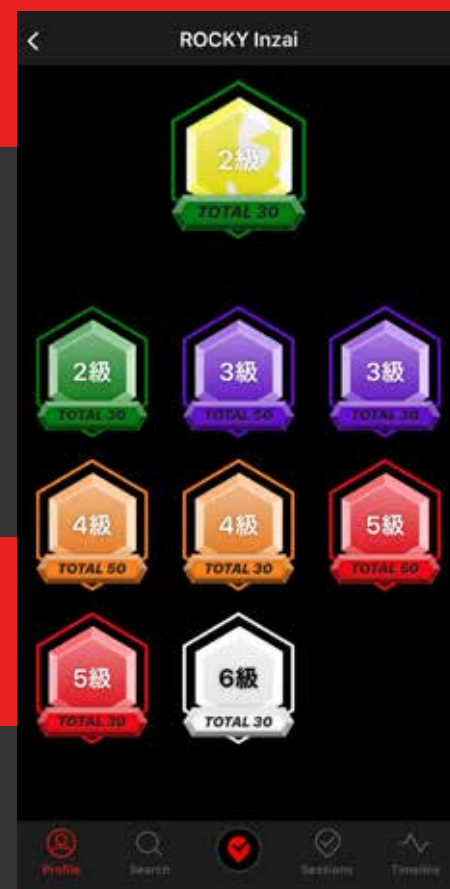 ROCKY Inzai
2級
TOTAL 30
2級 3級 3級
TOTAL 30 TOTAL 50 TOTAL 30
4級 4級 5級
TOTAL 50 TOTAL 30 TOTAL 50
5級 6級
TOTAL 30 TOTAL 30
Profile Search Sessions Timeline